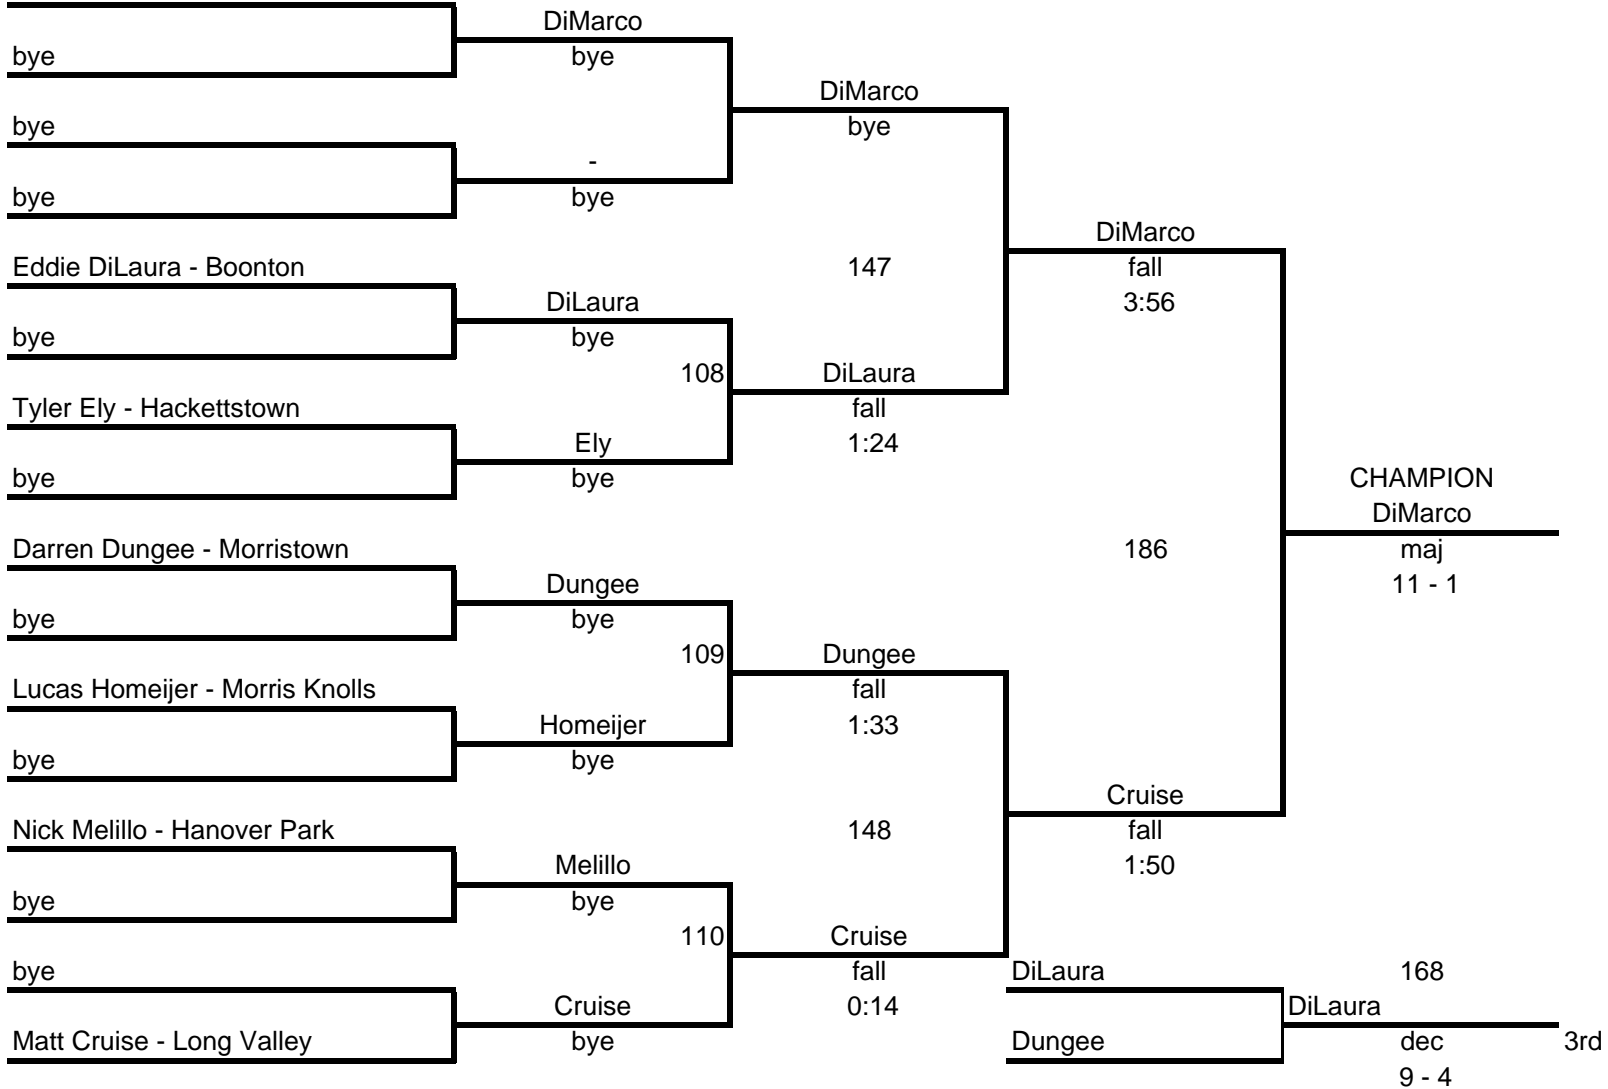 DiMarco
bye
bye
DiMarco
bye
bye
-
bye
bye
DiMarco
Eddie DiLaura - Boonton
147
fall
DiLaura
3:56
bye
bye
108
DiLaura
Tyler Ely - Hackettstown
fall
Ely
1:24
bye
bye
CHAMPION
DiMarco
Darren Dungee - Morristown
186
maj
Dungee
11 - 1
bye
bye
109
Dungee
Lucas Homeijer - Morris Knolls
fall
Homeijer
1:33
bye
bye
Cruise
Nick Melillo - Hanover Park
148
fall
Melillo
1:50
bye
bye
110
Cruise
bye
fall
DiLaura
168
Cruise
0:14
DiLaura
Matt Cruise - Long Valley
bye
Dungee
dec
3rd
9 - 4